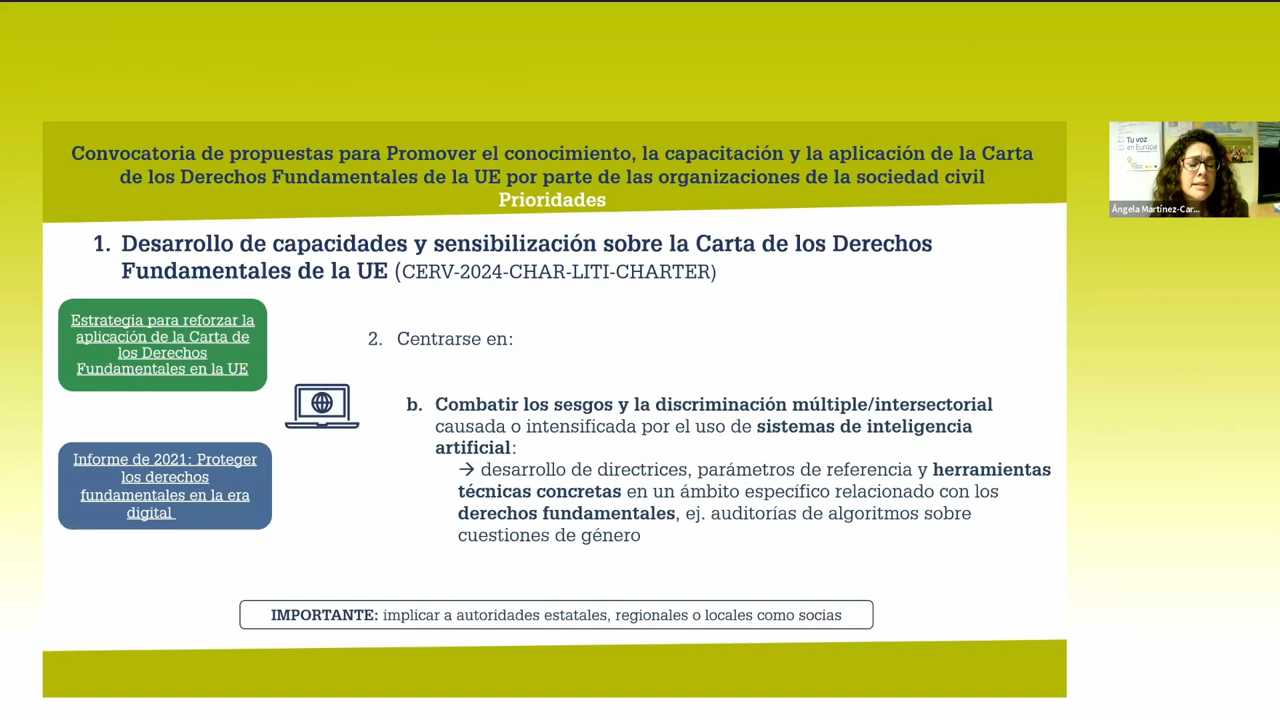 Convocatoria de propuestas para Promover el conocimiento, la capacitación y la aplicación de la Carta
de los Derechos Fundamentales de la UE por parte de las organizaciones de la sociedad civil
Prioridades
1. Desarrollo de capacidades y sensibilización sobre la Carta de los Derechos
Fundamentales de la UE (CERV-2024-CHAR-LITI-CHARTER)
Estrategia para reforzar la
aplicación de la Carta de
los Derechos
Fundamentales en la UE
Informe de 2021: Proteger
los derechos
fundamentales en la era
digital
2. Centrarse en:
b. Combatir los sesgos y la discriminación múltiple/intersectorial
causada o intensificada por el uso de sistemas de inteligencia
artificial:
→ desarrollo de directrices, parámetros de referencia y herramientas
técnicas concretas en un ámbito específico relacionado con los
derechos fundamentales, ej. auditorías de algoritmos sobre
cuestiones de género
IMPORTANTE: implicar a autoridades estatales, regionales o locales como socias
Tu voz
en Europa
Ángela Martínez-Car...